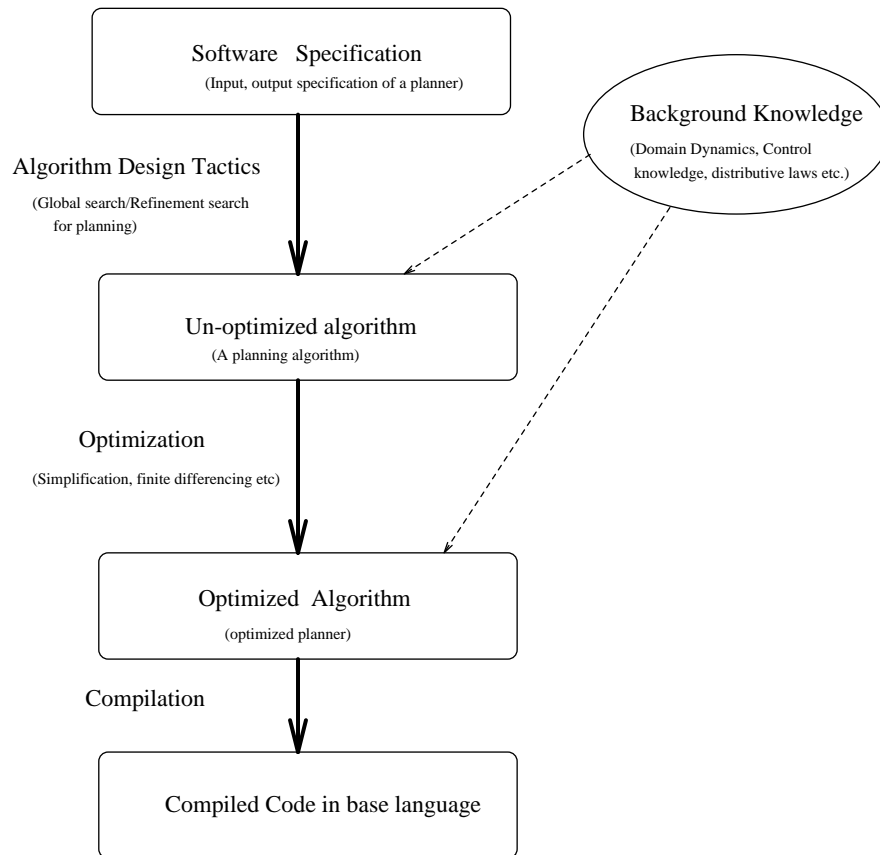 Software Specification
(Input, output specification of a planner)
Background Knowledge
(Domain Dynamics, Control
knowledge, distributive laws etc.)
Algorithm Design Tactics
(Global search/Refinement search
for planning)
Un-optimized algorithm
(A planning algorithm)
Optimization
(Simplification, finite differencing etc)
Optimized Algorithm
(optimized planner)
Compilation
Compiled Code in base language